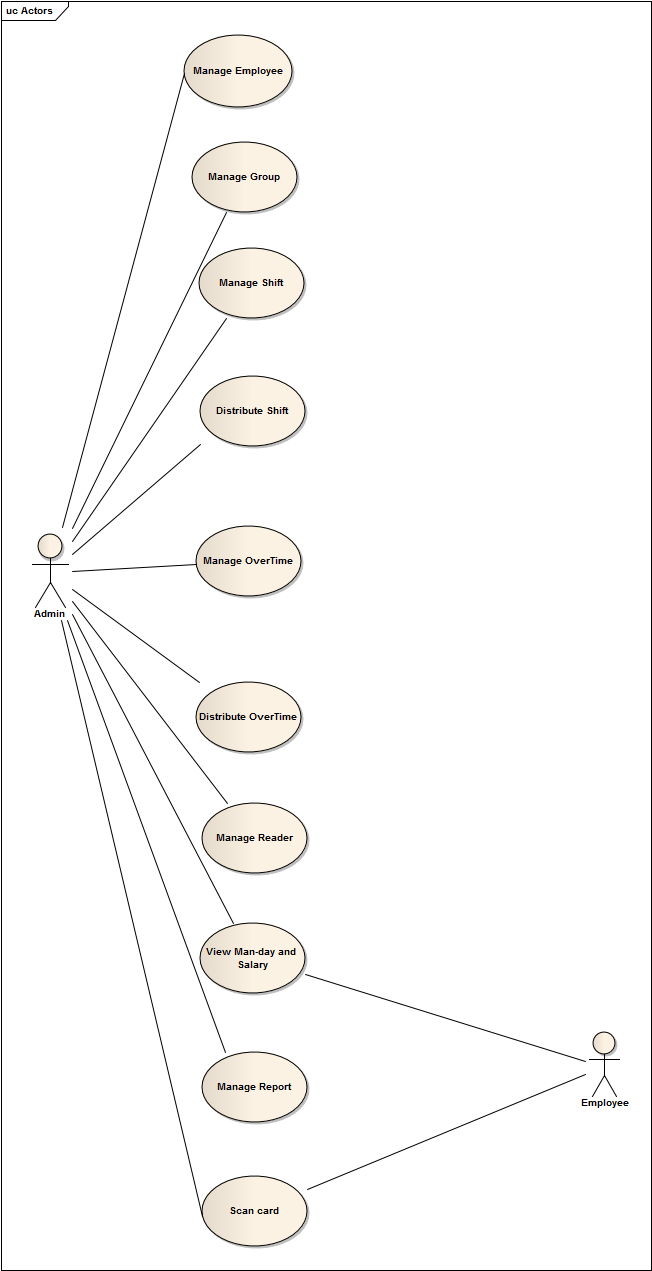 uc Actors
Manage Employee
Manage Group
Manage Shift
Distribute Shift
Manage OverTime
Admin
Distribute OverTime
Manage Reader
View Man-day and
Salary
Manage Report
Employee
Scan card